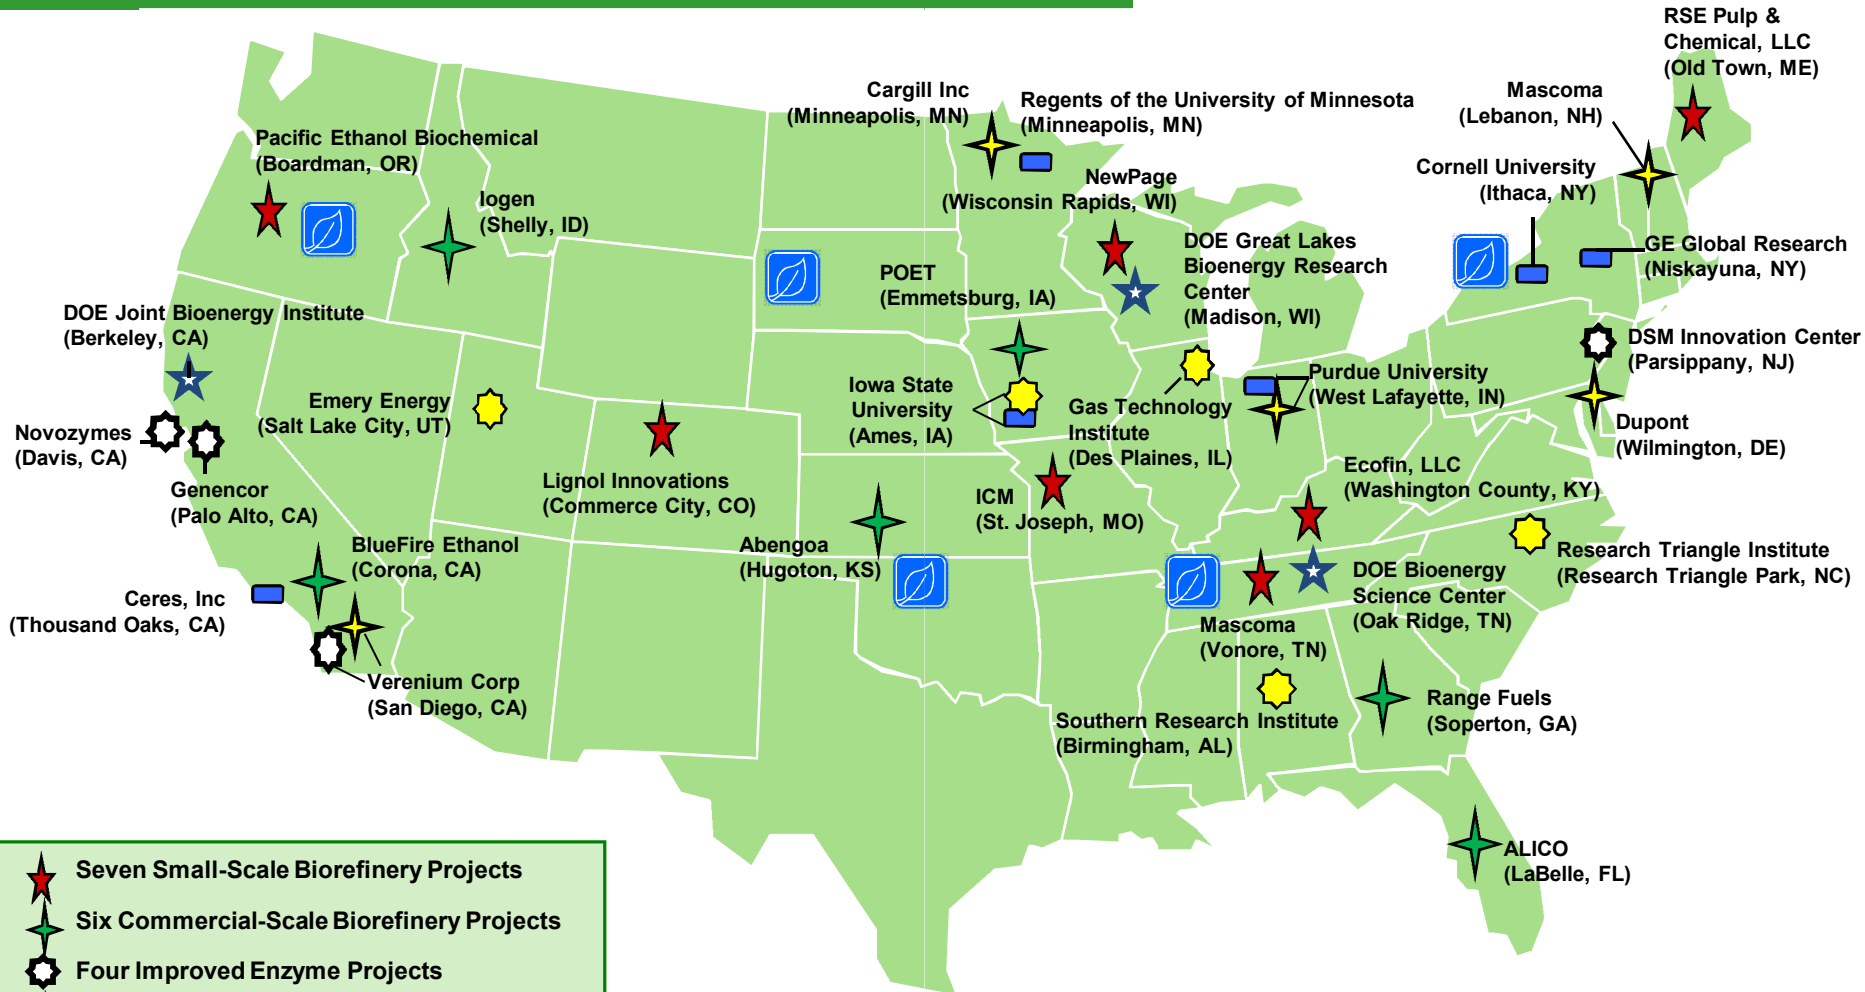 RSE Pulp &
Chemical, LLC
(Old Town, ME)
Cargill Inc
(Minneapolis, MN)
Regents of the University of Minnesota
(Minneapolis, MN)
Mascoma
(Lebanon, NH)
Pacific Ethanol Biochemical
(Boardman, OR)
Cornell University
(Ithaca, NY)
NewPage
(Wisconsin Rapids, WI)
Iogen
(Shelly, ID)
DOE Great Lakes
Bioenergy Research
Center
(Madison, WI)
GE Global Research
(Niskayuna, NY)
POET
(Emmetsburg, IA)
DOE Joint Bioenergy Institute
(Berkeley, CA)
DSM Innovation Center
(Parsippany, NJ)
Emery Energy
(Salt Lake City, UT)
Iowa State
University
(Ames, IA)
Gas Technology
Institute
(Des Plaines, IL)
Purdue University
(West Lafayette, IN)
Dupont
(Wilmington, DE)
Novozymes
(Davis, CA)
Genencor
(Palo Alto, CA)
Lignol Innovations
(Commerce City, CO)
ICM
(St. Joseph, MO)
Ecofin, LLC
(Washington County, KY)
Abengoa
(Hugoton, KS)
BlueFire Ethanol
(Corona, CA)
Research Triangle Institute
(Research Triangle Park, NC)
DOE Bioenergy
Science Center
(Oak Ridge, TN)
Ceres, Inc
(Thousand Oaks, CA)
Mascoma
(Vonore, TN)
Verenium Corp
(San Diego, CA)
Southern Research Institute
(Birmingham, AL)
Range Fuels
(Soperton, GA)
ALICO
(LaBelle, FL)
Seven Small-Scale Biorefinery Projects
Six Commercial-Scale Biorefinery Projects
Four Improved Enzyme Projects